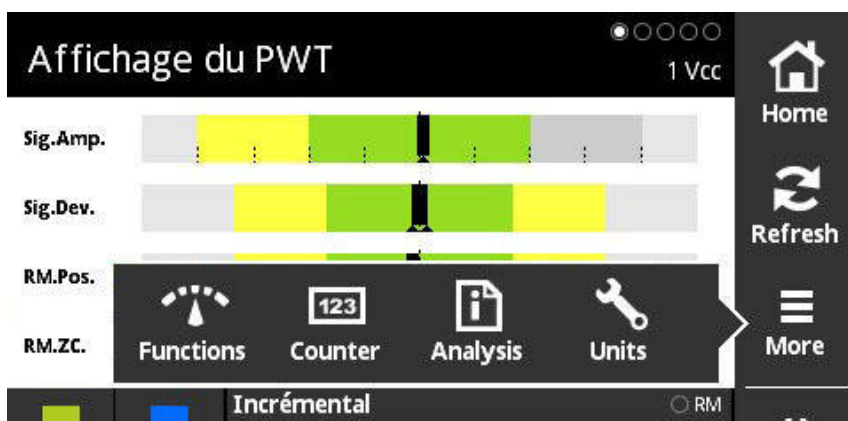 Affichage du PWT
1 Vcc
Home
Sig.Amp.
Sig.Dev.
Refresh
RM.Pos.
123
Functions
Counter
Analysis
Units
More
RM.ZC.
Incrémental
RM